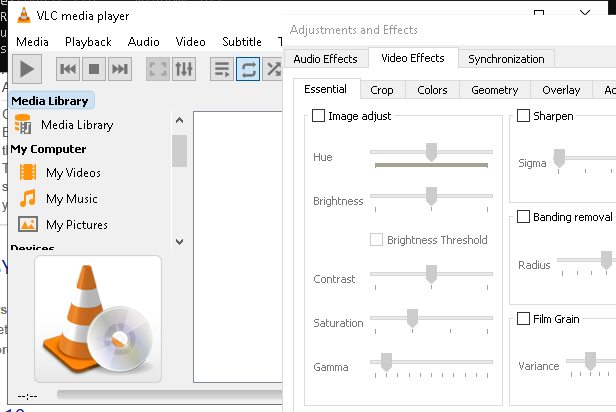 VLC media player
Media Playback Audio Video Subtitle T
Media Library
Media Library
My Computer
My Videos
My Music
My Pictures
Devices
--:--
Adjustments and Effects
Audio Effects Video Effects Synchronization
Essential Crop Colors Geometry Overlay
Image adjust
Hue
Brightness
Brightness Threshold
Contrast
Saturation
Gamma
Sharpen
Sigma
Banding removal
Radius
Film Grain
Variance